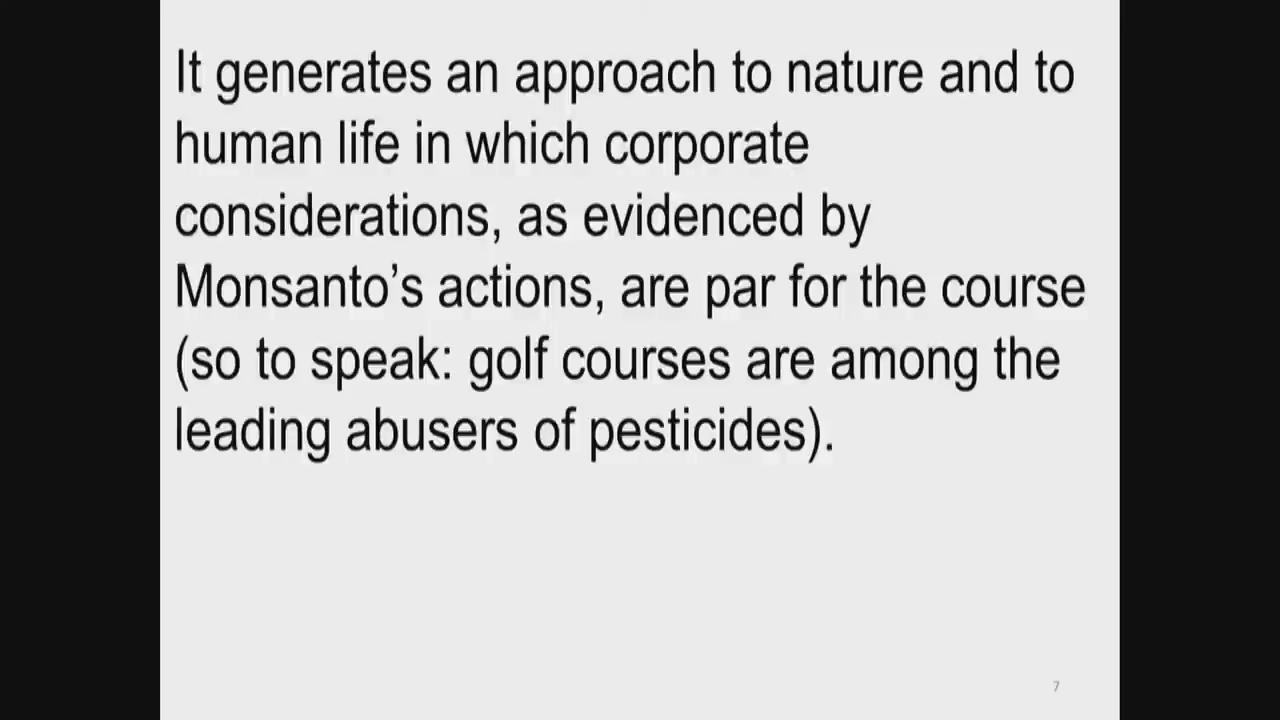 It generates an approach to nature and to
human life in which corporate
considerations, as evidenced by
Monsanto’s actions, are par for the course
(so to speak: golf courses are among the
leading abusers of pesticides).
7